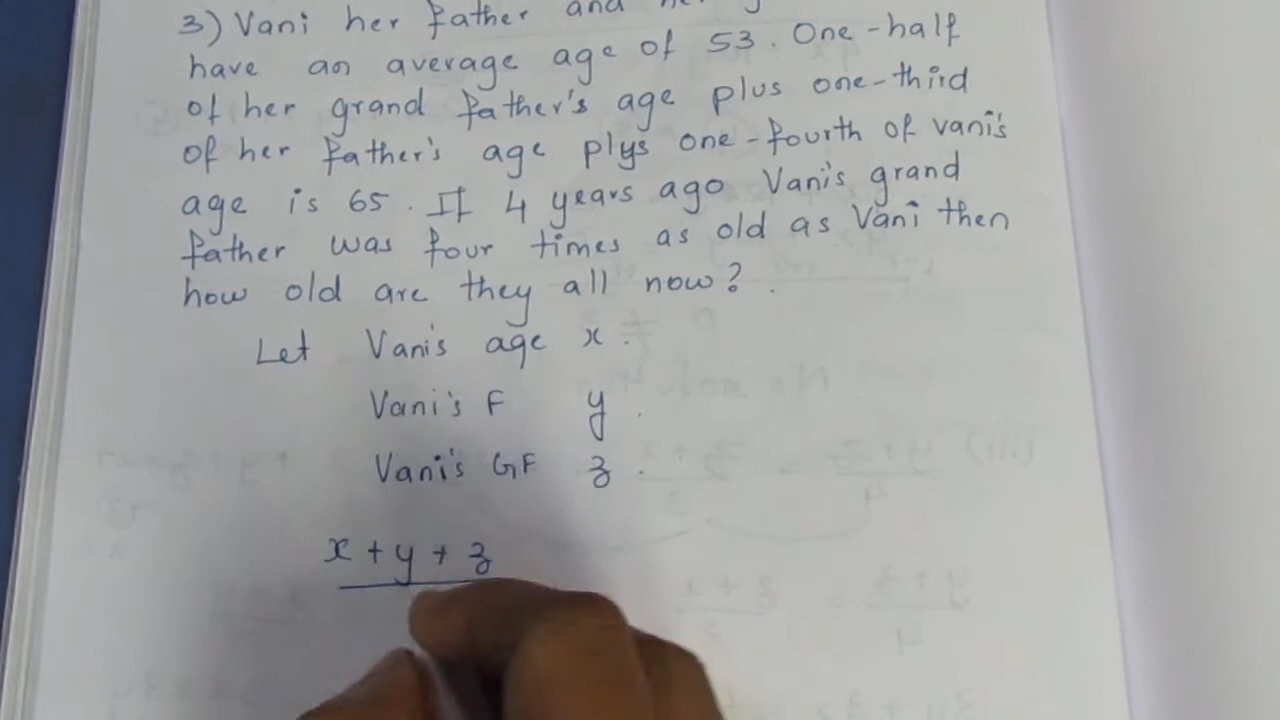 3) Vani her father and
have an average age of 53. One-half
of her grand father's age plus one-third
of her father's age plys one-fourth of vani's
age is 65. If 4 years ago Vani's grand
father was four times as old as Vani then
how old are they all now?
Let Vani's age x.
Vani's F y.
Vani's GF z.
x + y + z